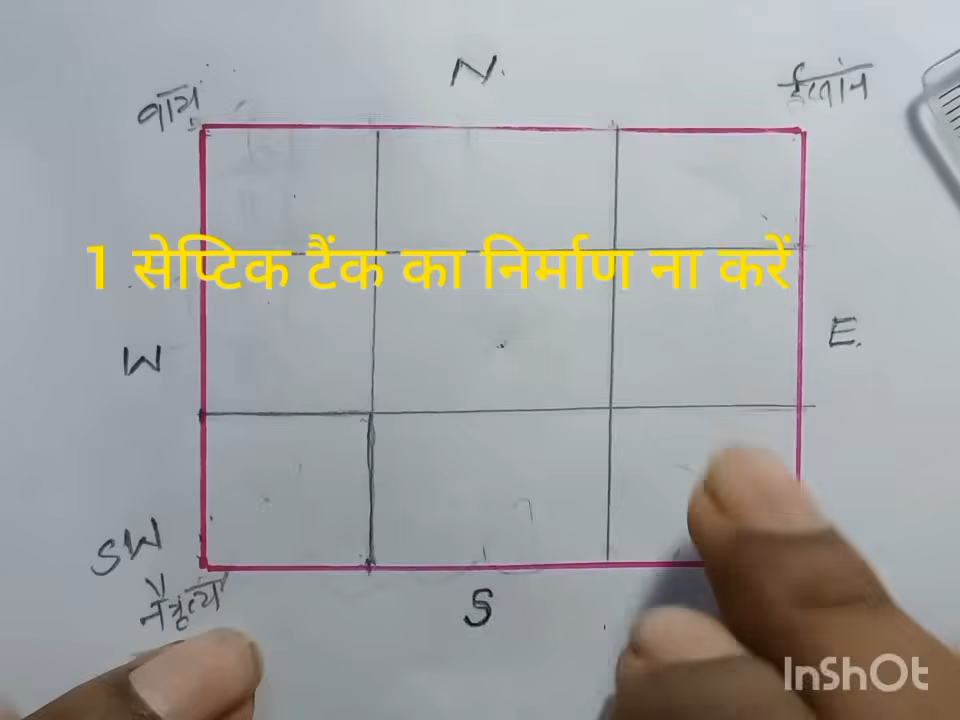 N.
वायु
ईशान
1 सेप्टिक टैंक का निर्माण ना करें
W
E.
SW
नैऋत्य
S
InShOt